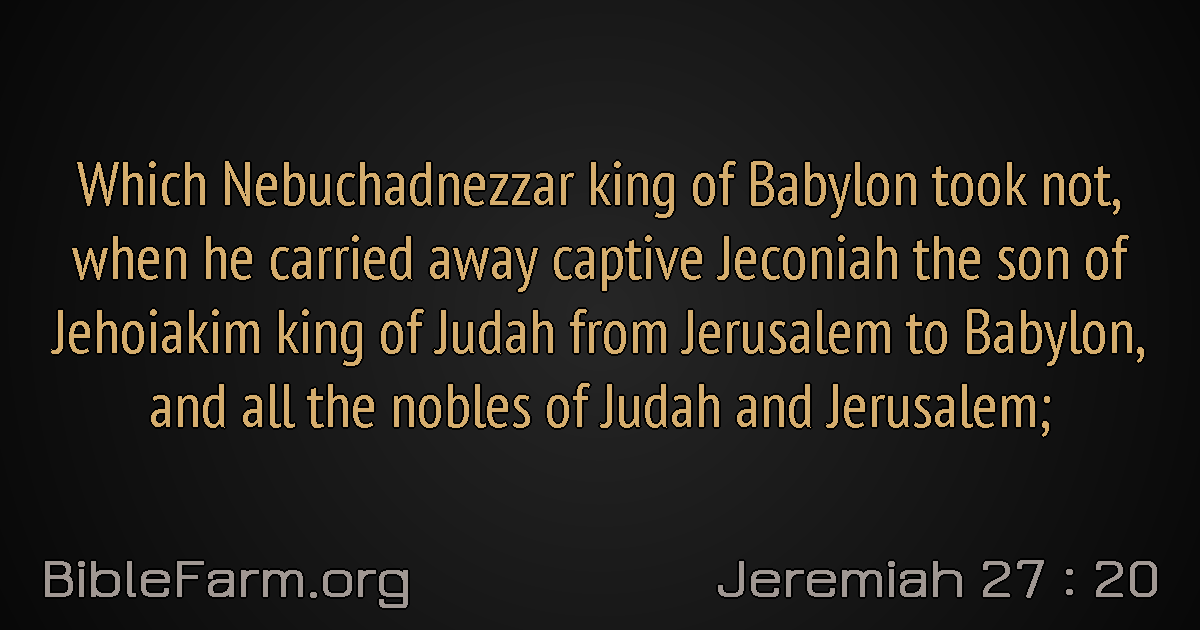 Which Nebuchadnezzar king of Babylon took not,
when he carried away captive Jeconiah the son of
Jehoiakim king of Judah from Jerusalem to Babylon,
and all the nobles of Judah and Jerusalem;
BibleFarm.org
Jeremiah 27 : 20